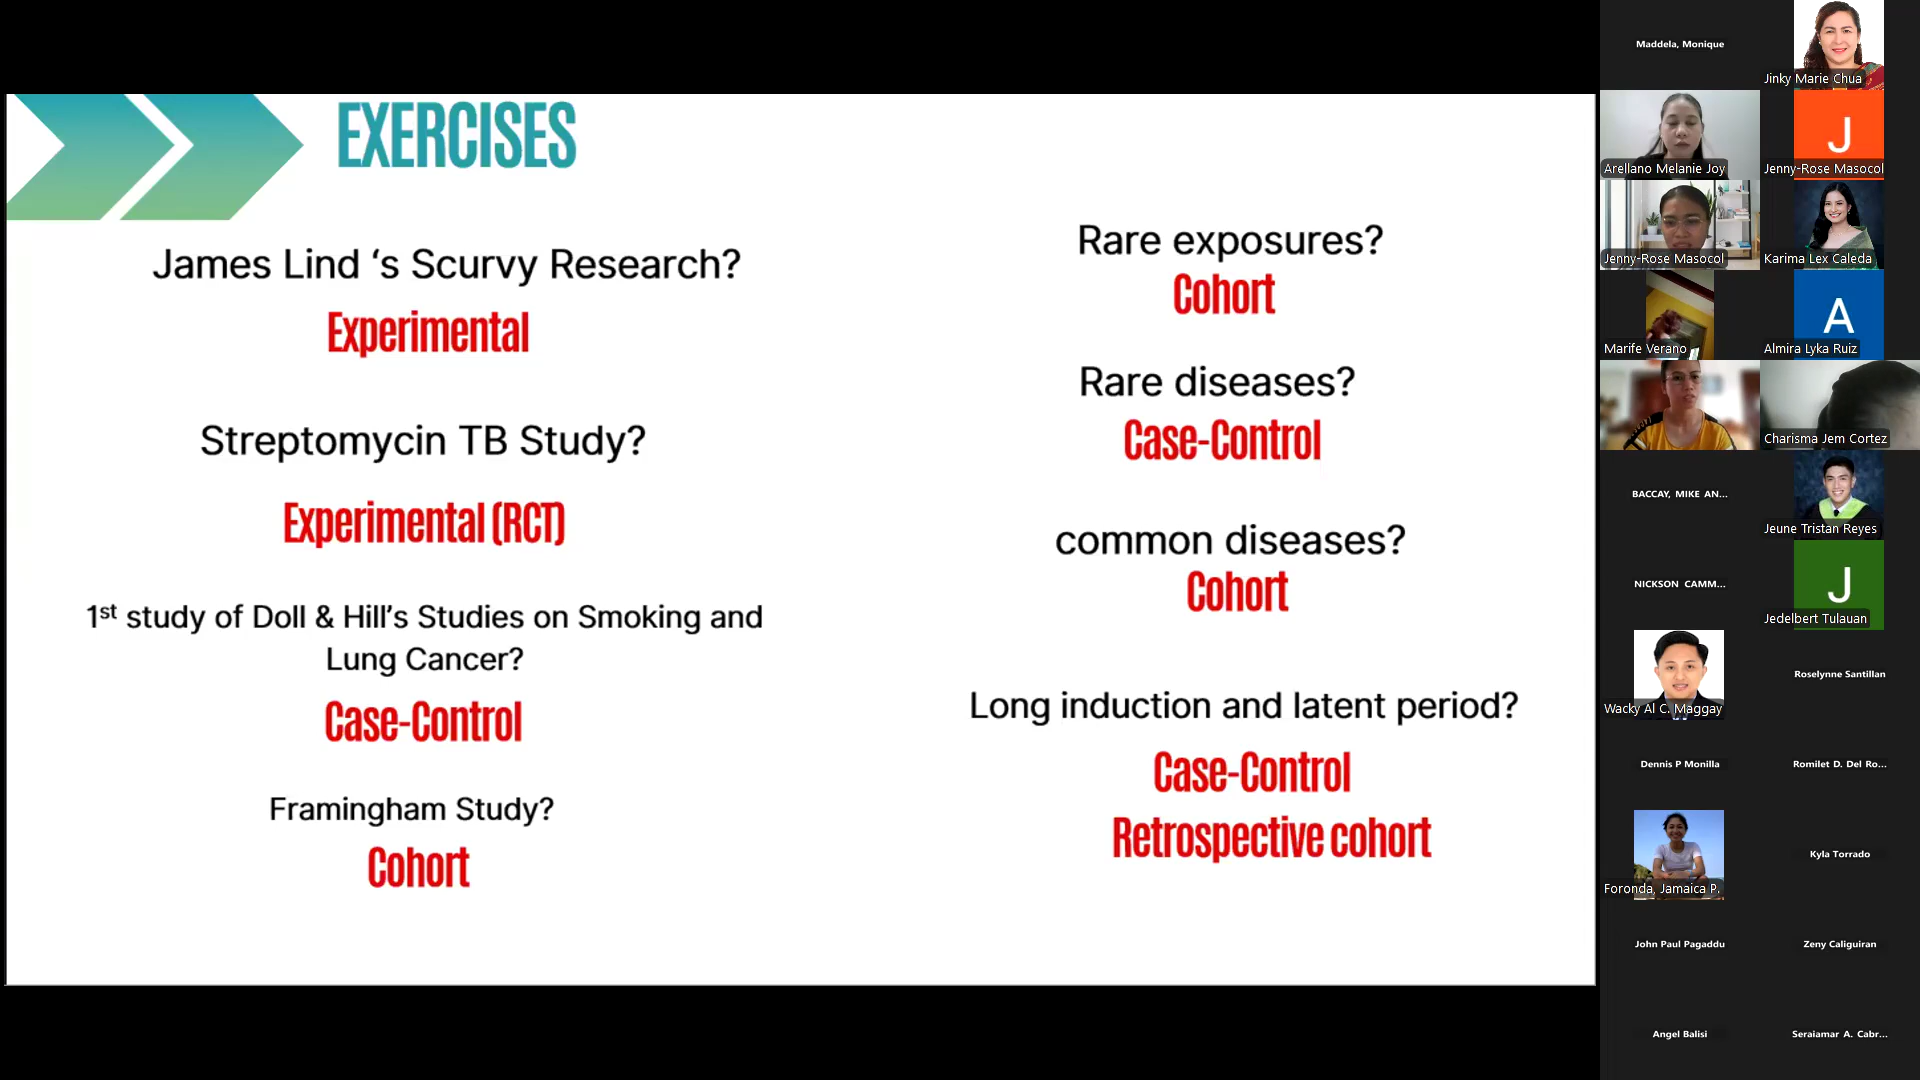 EXERCISES
James Lind ‘s Scurvy Research?
Experimental
Streptomycin TB Study?
Experimental (RCT)
1st study of Doll & Hill’s Studies on Smoking and
Lung Cancer?
Case-Control
Framingham Study?
Cohort
Rare exposures?
Cohort
Rare diseases?
Case-Control
common diseases?
Cohort
Long induction and latent period?
Case-Control
Retrospective cohort
Maddela, Monique
Jinky Marie Chua
Arellano Melanie Joy
J
Jenny-Rose Masocol
Jenny-Rose Masocol
Karima Lex Caleda
Marife Verano
A
Almira Lyka Ruiz
Charisma Jem Cortez
BACCAY, MIKE AN...
Jeune Tristan Reyes
NICKSON CAMM...
J
Jedelbert Tulauan
Wacky Al C. Maggay
Roselynne Santillan
Dennis P Monilla
Romilet D. Del Ro...
Foronda, Jamaica P.
Kyla Torrado
John Paul Pagaddu
Zeny Caliguiran
Angel Balisi
Seraiamar A. Cabr...